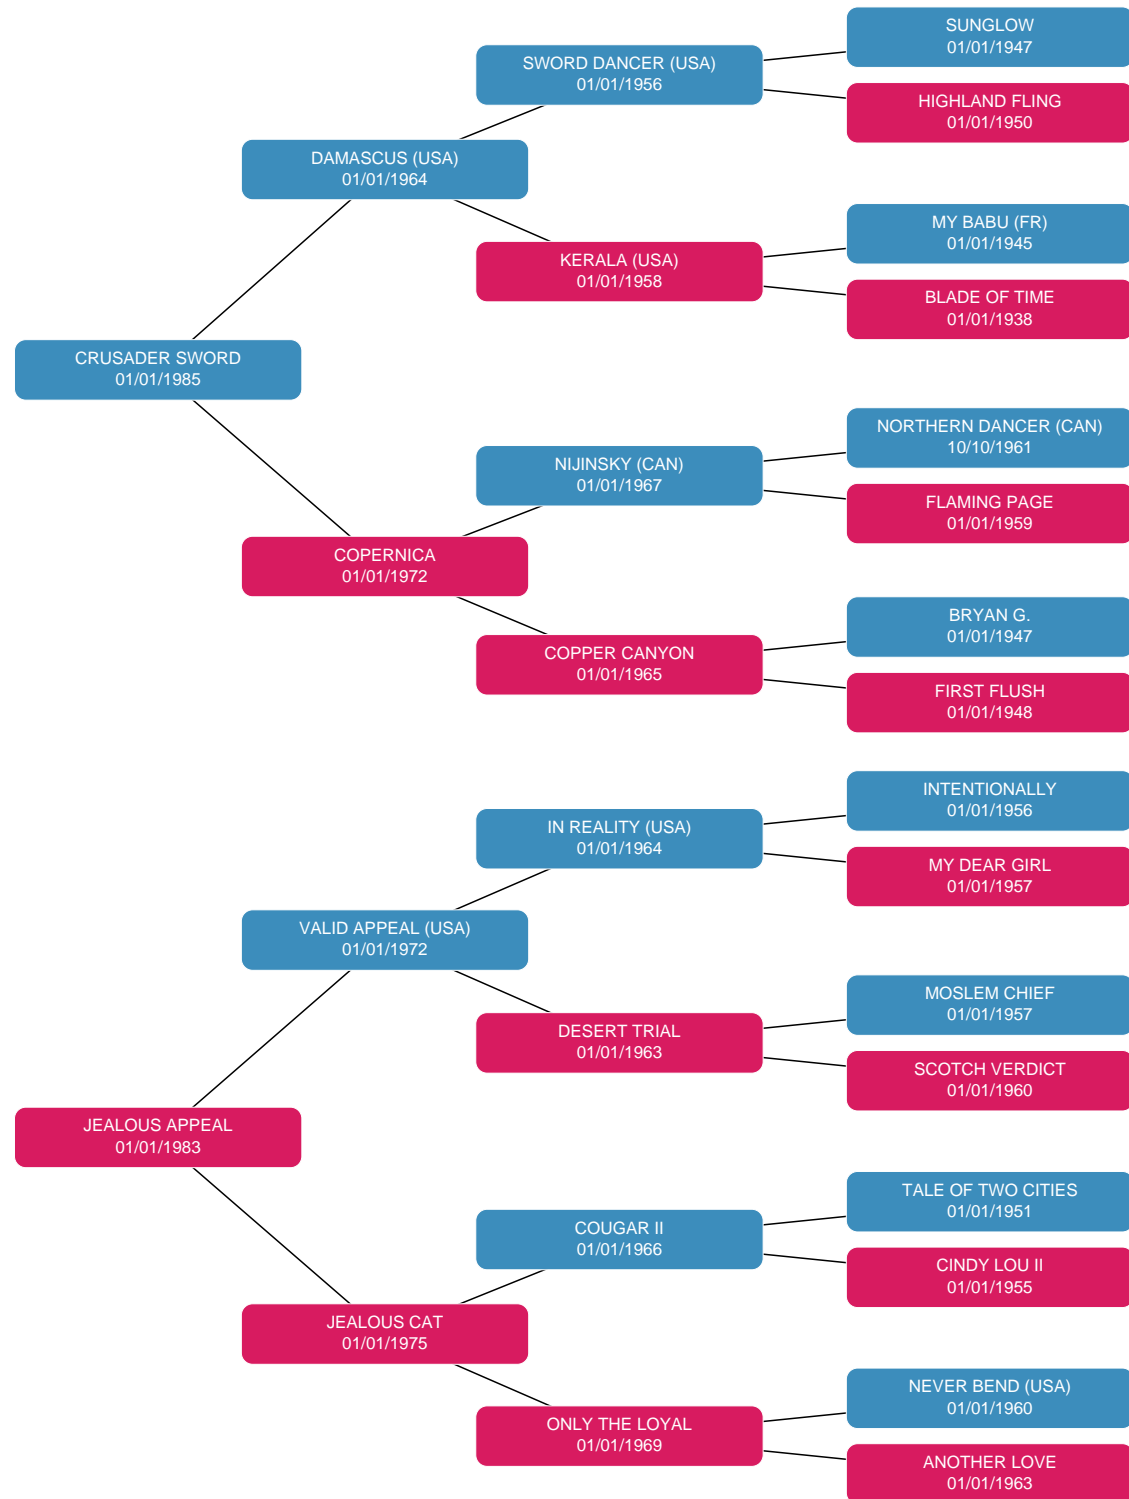 SUNGLOW
01/01/1947
SWORD DANCER (USA)
01/01/1956
HIGHLAND FLING
01/01/1950
DAMASCUS (USA)
01/01/1964
MY BABU (FR)
01/01/1945
KERALA (USA)
01/01/1958
BLADE OF TIME
01/01/1938
CRUSADER SWORD
01/01/1985
NORTHERN DANCER (CAN)
10/10/1961
NIJINSKY (CAN)
01/01/1967
FLAMING PAGE
01/01/1959
COPERNICA
01/01/1972
BRYAN G.
01/01/1947
COPPER CANYON
01/01/1965
FIRST FLUSH
01/01/1948
INTENTIONALLY
01/01/1956
IN REALITY (USA)
01/01/1964
MY DEAR GIRL
01/01/1957
VALID APPEAL (USA)
01/01/1972
MOSLEM CHIEF
01/01/1957
DESERT TRIAL
01/01/1963
SCOTCH VERDICT
01/01/1960
JEALOUS APPEAL
01/01/1983
TALE OF TWO CITIES
01/01/1951
COUGAR II
01/01/1966
CINDY LOU II
01/01/1955
JEALOUS CAT
01/01/1975
NEVER BEND (USA)
01/01/1960
ONLY THE LOYAL
01/01/1969
ANOTHER LOVE
01/01/1963